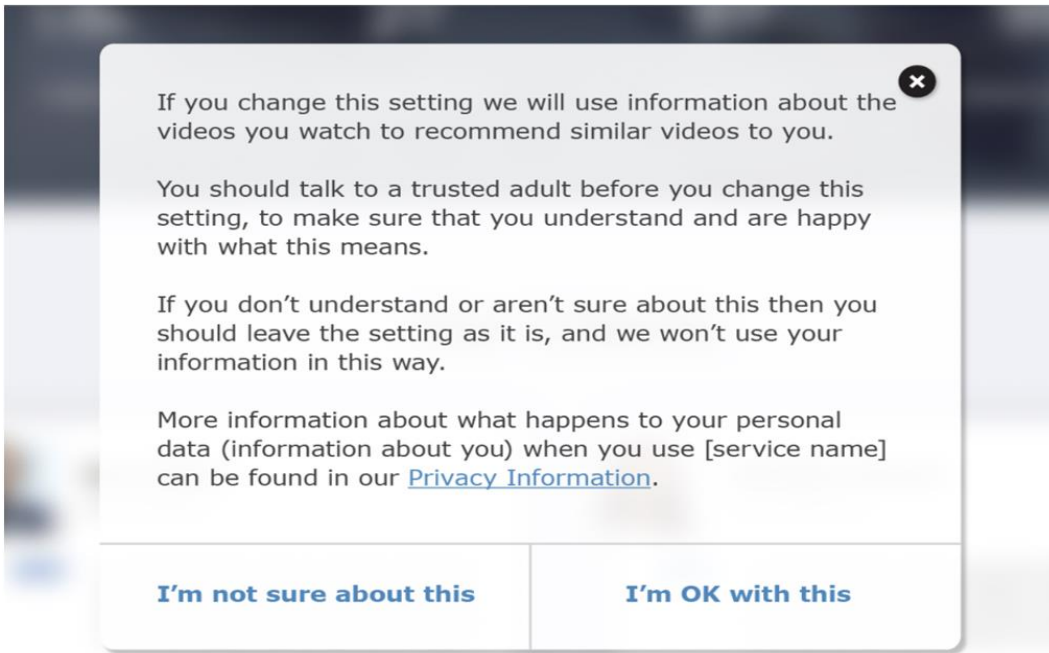 If you change this setting we will use information about the
videos you watch to recommend similar videos to you.
You should talk to a trusted adult before you change this
setting, to make sure that you understand and are happy
with what this means.
If you don’t understand or aren’t sure about this then you
should leave the setting as it is, and we won’t use your
information in this way.
More information about what happens to your personal
data (information about you) when you use [service name]
can be found in our Privacy Information.
I’m not sure about this
I’m OK with this